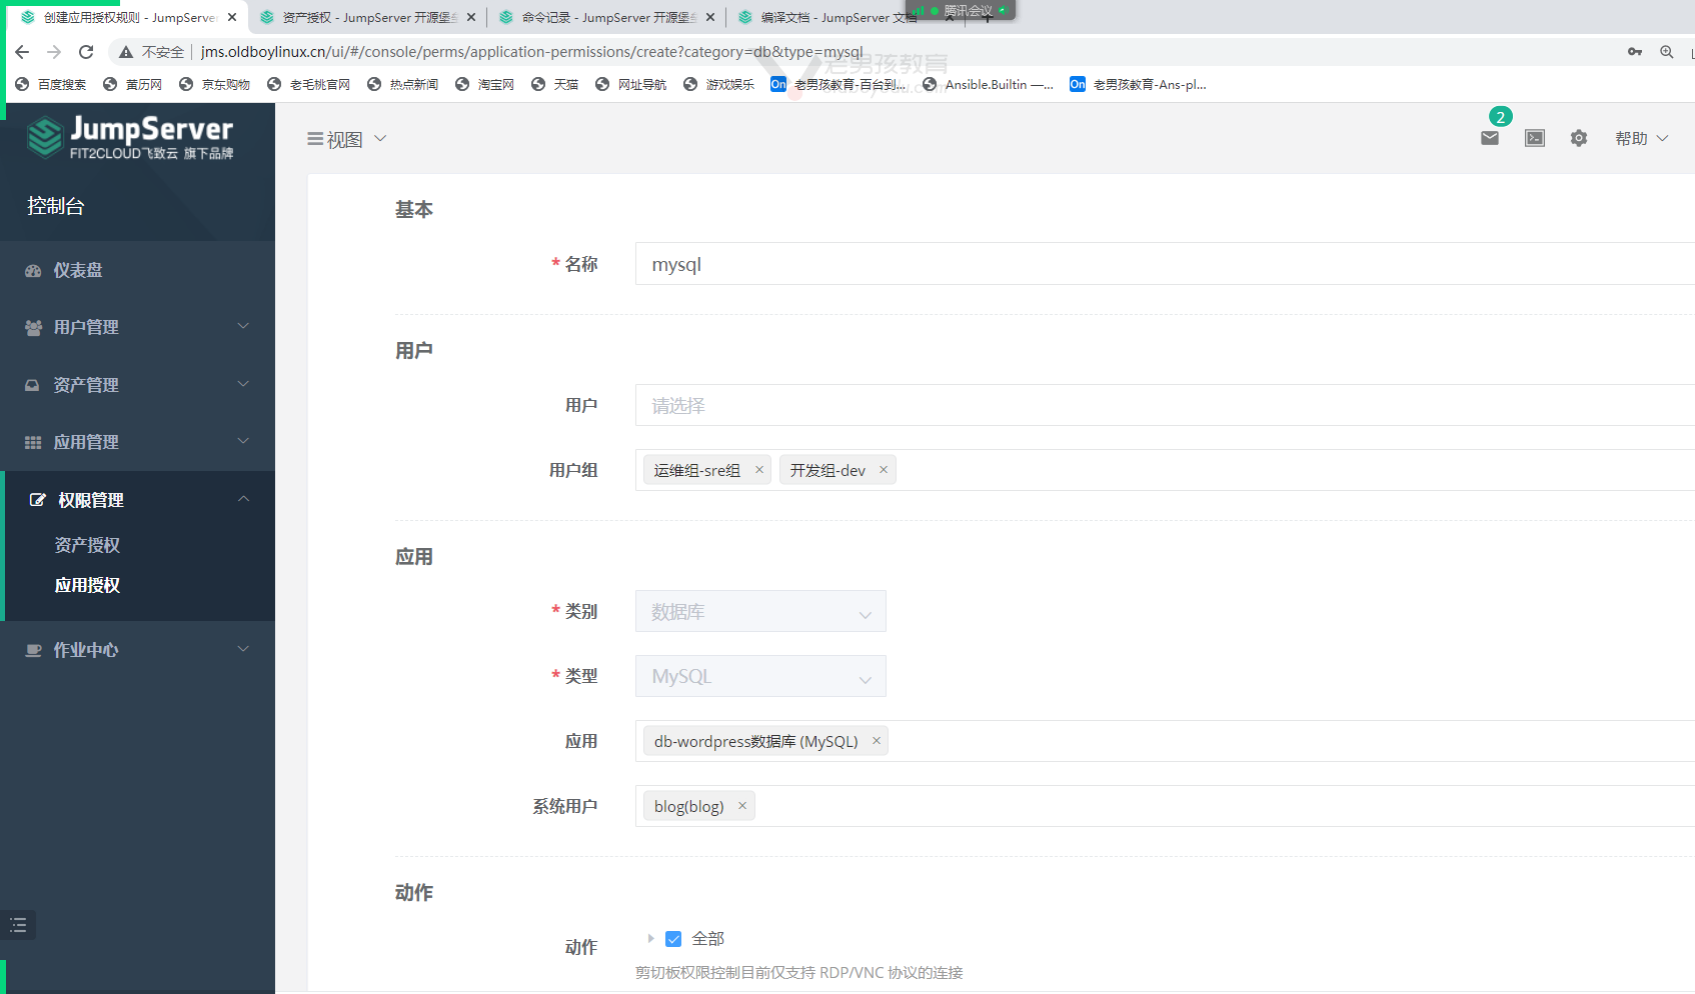 创建应用授权规则 - JumpServer
资产授权 - JumpServer 开源堡
命令记录 - JumpServer 开源堡
编译文档 - JumpServer 文档
腾讯会议
不安全 jms.oldboylinux.cn/ui/#/console/perms/application-permissions/create?category=db&type=mysql
老男孩教育
百度搜索 黄历网 京东购物 老毛桃官网 热点新闻 淘宝网 天猫 网址导航 游戏娱乐 On 老男孩教育-百台到... Ansible.Builtin —... On 老男孩教育-Ans-pl...
JumpServer
FIT2CLOUD飞致云 旗下品牌
视图
2
帮助
控制台
仪表盘
用户管理
资产管理
应用管理
权限管理
资产授权
应用授权
作业中心
基本
* 名称 mysql
用户
用户 请选择
用户组 运维组-sre组 × 开发组-dev ×
应用
* 类别 数据库
* 类型 MySQL
应用 db-wordpress数据库 (MySQL) ×
系统用户 blog(blog) ×
动作
动作 全部
剪切板权限控制目前仅支持 RDP/VNC 协议的连接